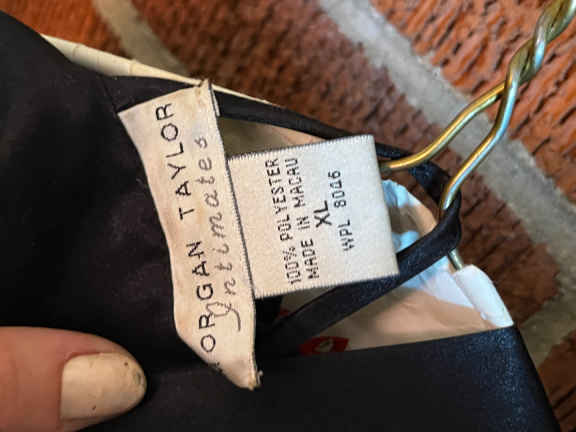 ORGAN TAYLOR
Intimates
100% POLYESTER
MADE IN MACAU
XL
WPL 8046